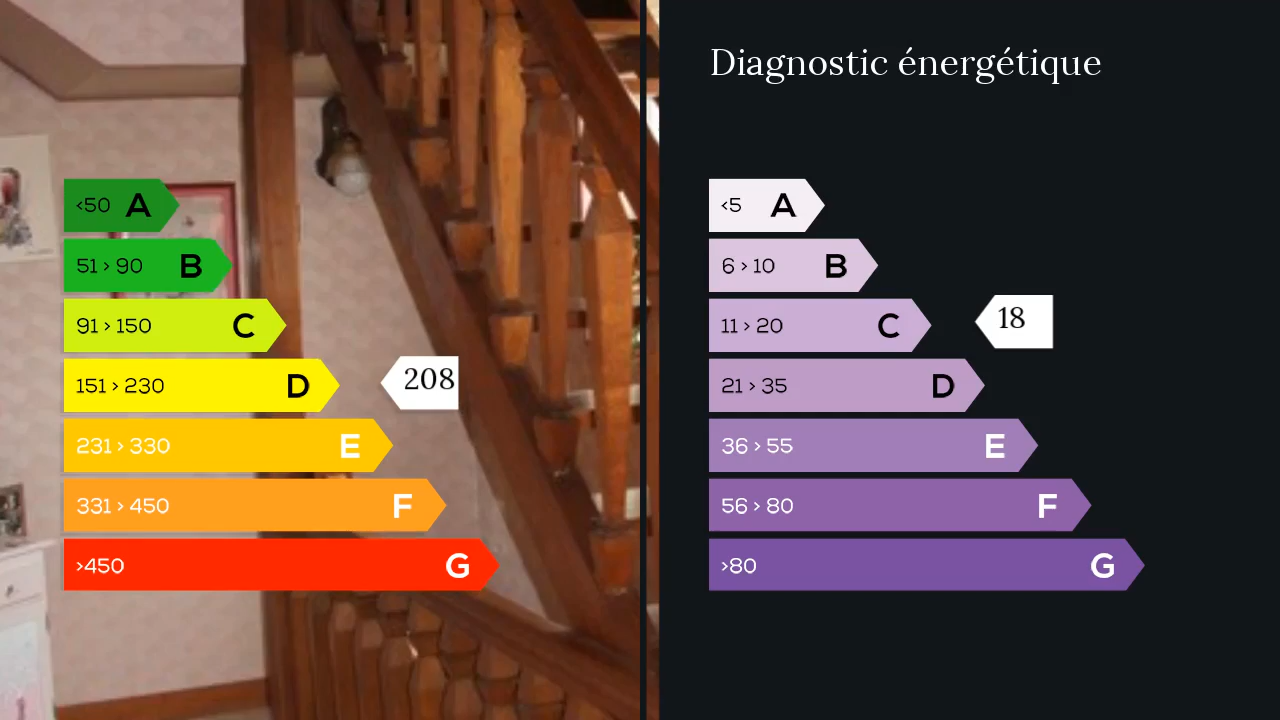 Diagnostic énergétique
<50 A
51 > 90 B
91 > 150 C
151 > 230 D
208
231 > 330 E
331 > 450 F
>450 G
<5 A
6 > 10 B
11 > 20 C
18
21 > 35 D
36 > 55 E
56 > 80 F
>80 G